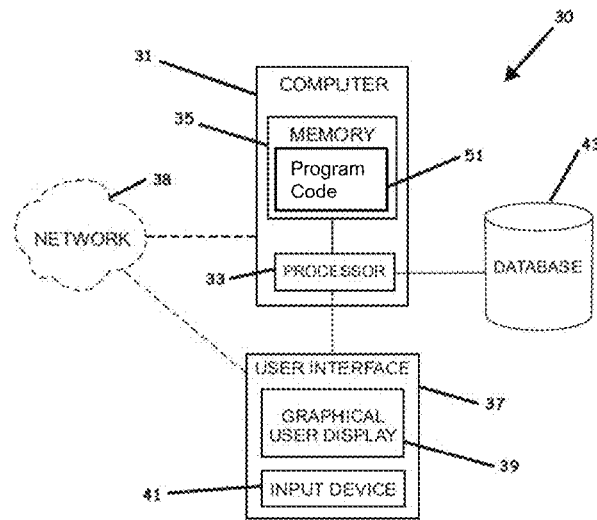 30
31
COMPUTER
35
MEMORY
Program
Code
51
43
38
NETWORK
33
PROCESSOR
DATABASE
USER INTERFACE
37
GRAPHICAL
USER DISPLAY
39
41
INPUT DEVICE